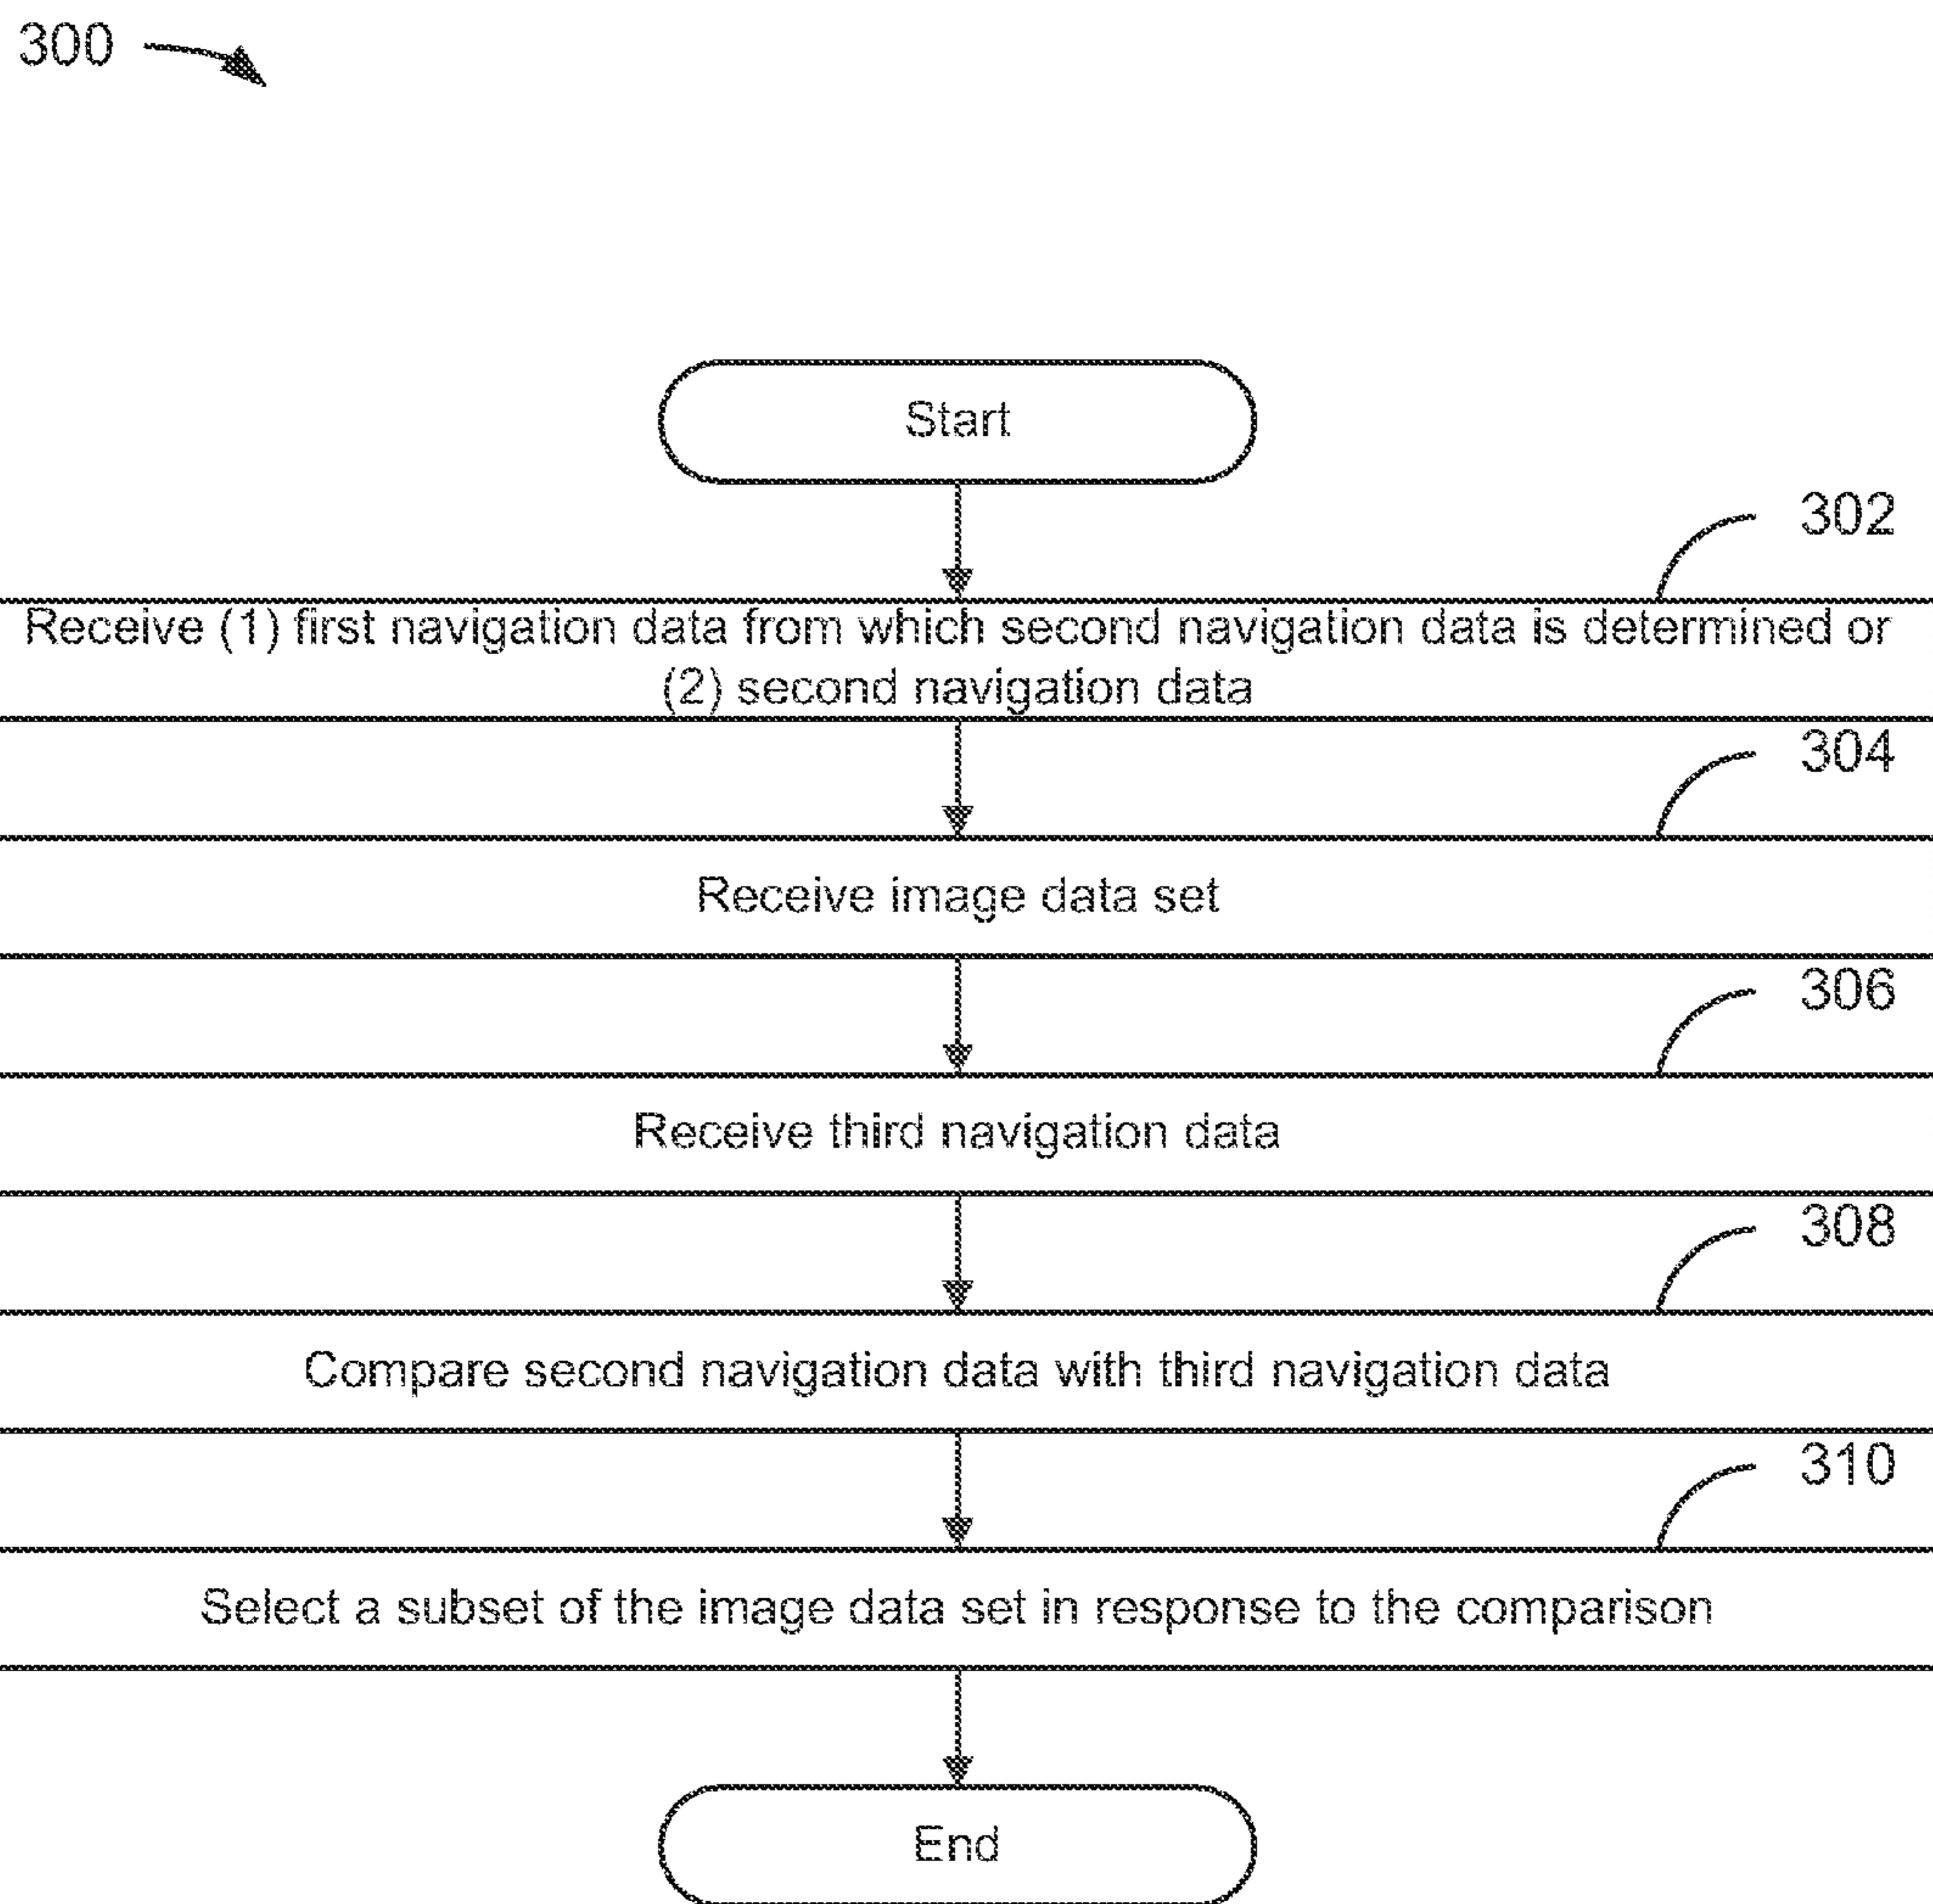 300
Start
302
Receive (1) first navigation data from which second navigation data is determined or
(2) second navigation data
304
Receive image data set
306
Receive third navigation data
308
Compare second navigation data with third navigation data
310
Select a subset of the image data set in response to the comparison
End